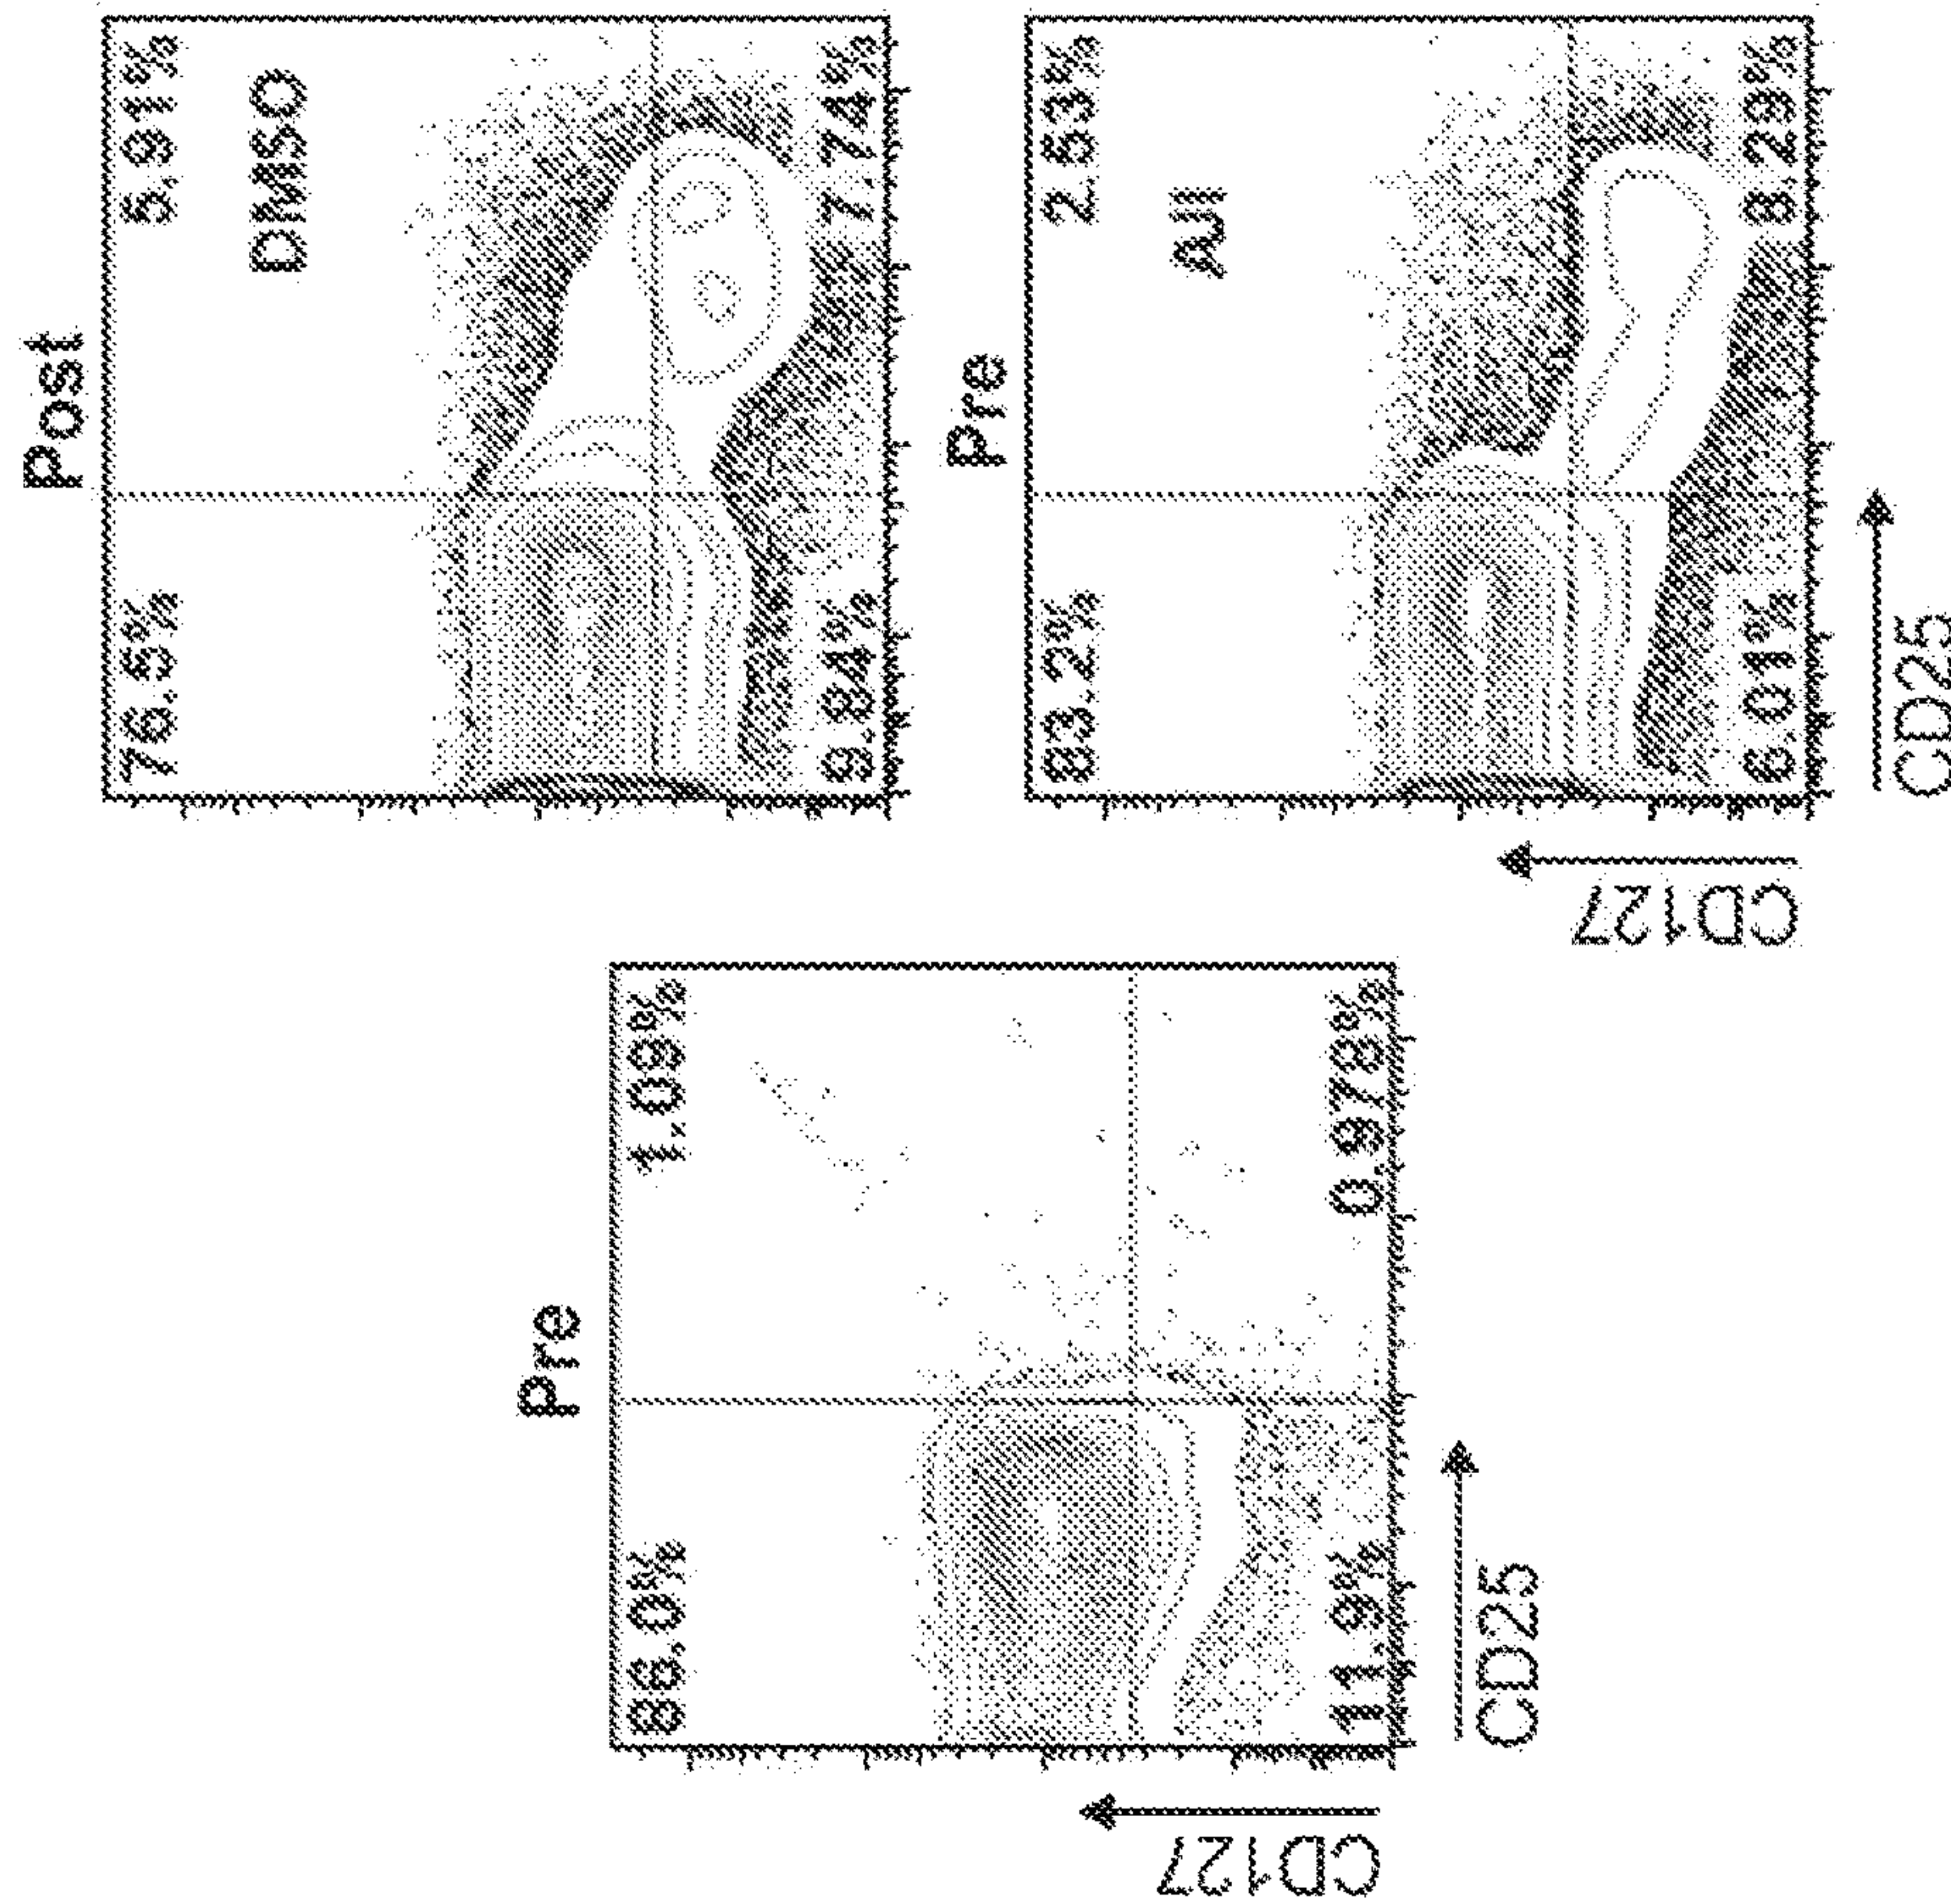 Post
76.5% 5.91%
DMSO
9.84% 7.74%
Pre
86.0% 1.09%
11.9% 0.978%
CD127
CD25
Pre
83.2% 2.53%
AJI
6.01% 8.29%
CD127
CD25